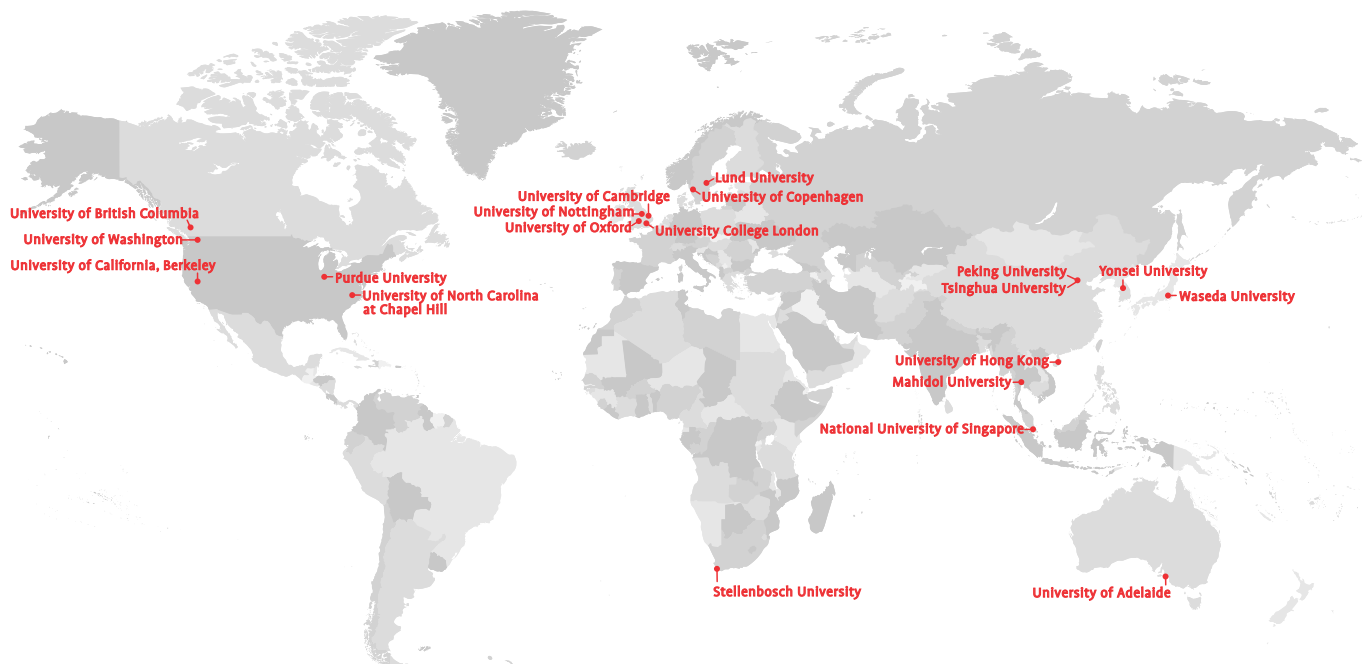 Lund University
University of Cambridge
University of Copenhagen
University of Nottingham
University of British Columbia
University of Oxford
University College London
University of Washington
University of California, Berkeley
Peking University
Yonsei University
Purdue University
Tsinghua University
University of North Carolina
at Chapel Hill
Waseda University
University of Hong Kong
Mahidol University
National University of Singapore
Stellenbosch University
University of Adelaide